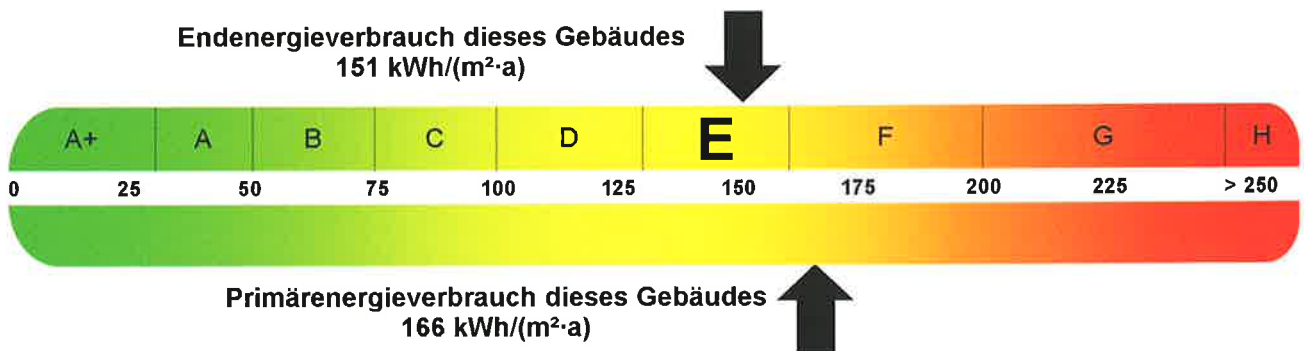 Endenergieverbrauch dieses Gebäudes
151 kWh/(m²·a)
A+ A B C D E F G H
0 25 50 75 100 125 150 175 200 225 > 250
Primärenergieverbrauch dieses Gebäudes
166 kWh/(m²·a)